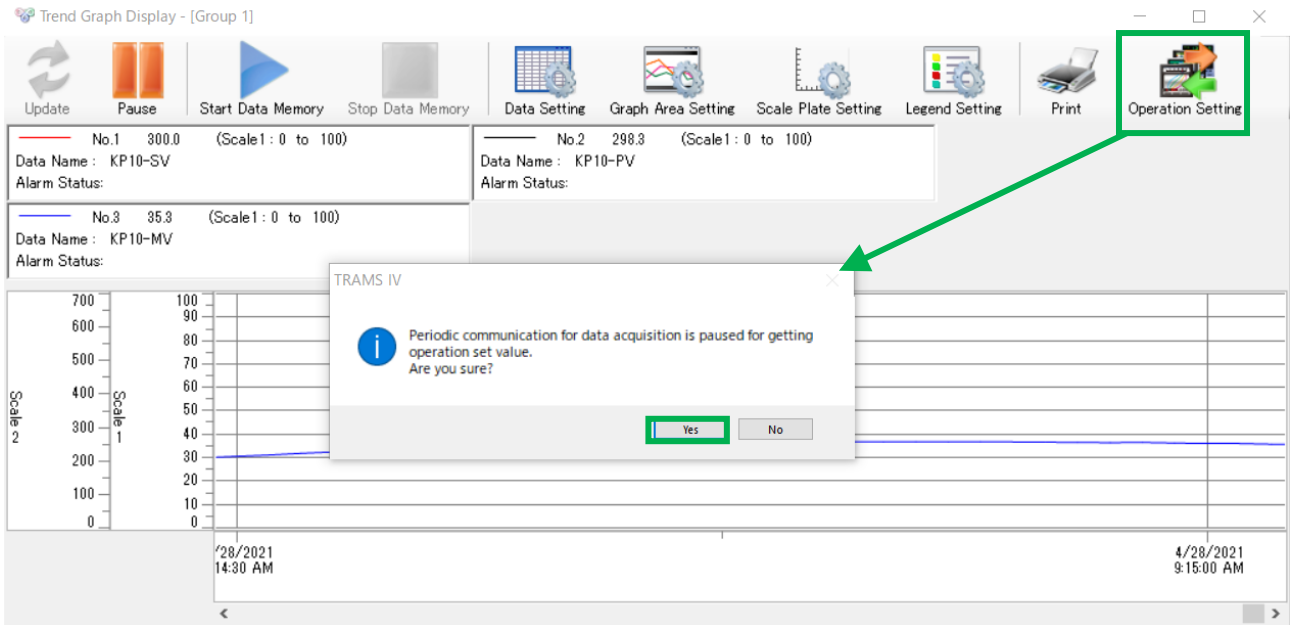 Trend Graph Display - [Group 1]
Update Pause Start Data Memory Stop Data Memory Data Setting Graph Area Setting Scale Plate Setting Legend Setting Print Operation Setting
No.1 300.0 (Scale1 : 0 to 100)
Data Name : KP10-SV
Alarm Status:
No.2 298.3 (Scale1 : 0 to 100)
Data Name : KP10-PV
Alarm Status:
No.3 35.3 (Scale1 : 0 to 100)
Data Name : KP10-MV
Alarm Status:
TRAMS IV
Periodic communication for data acquisition is paused for getting
operation set value.
Are you sure?
Yes No
Scale 2
700
600
500
400
300
200
100
0
Scale 1
100
90
80
70
60
50
40
30
20
10
0
/28/2021
14:30 AM
4/28/2021
9:15:00 AM